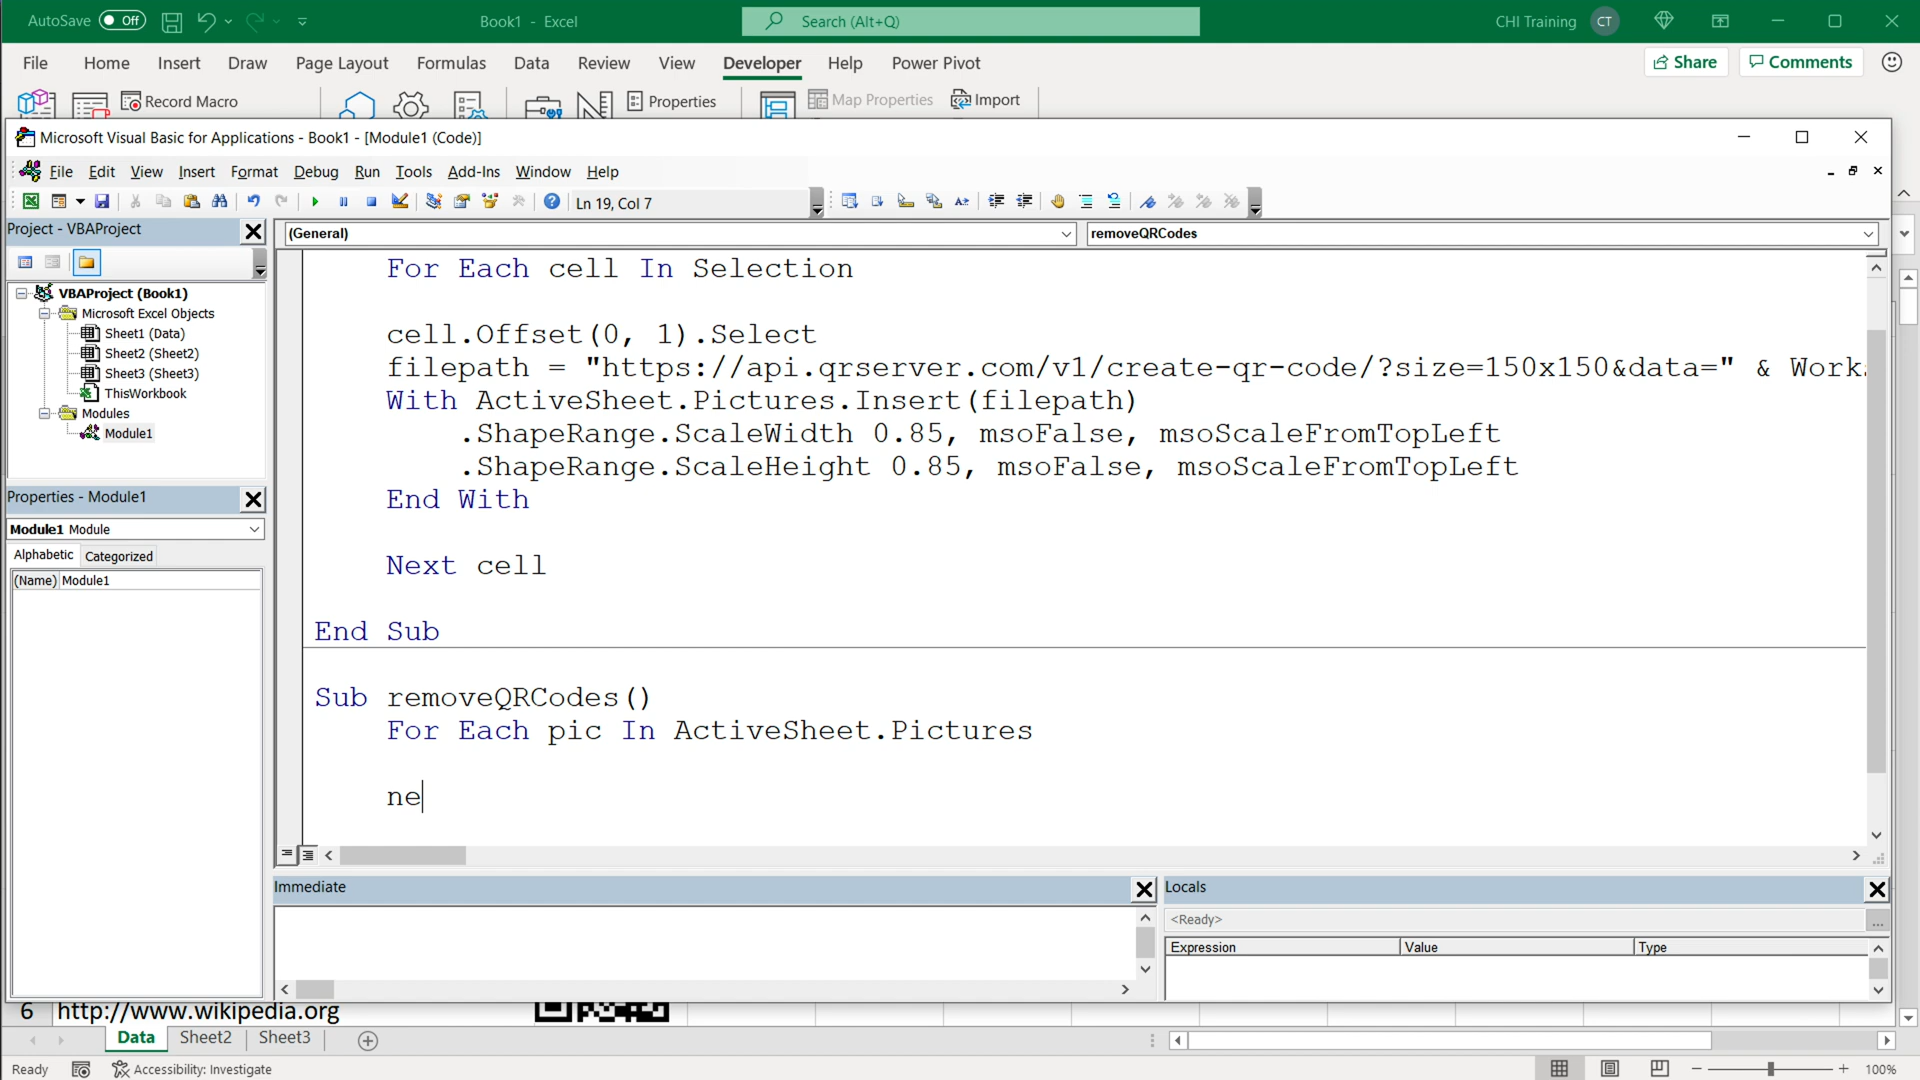 AutoSave Off Book1 - Excel Search (Alt+Q) CHI Training CT
File Home Insert Draw Page Layout Formulas Data Review View Developer Help Power Pivot Share Comments
Record Macro Properties Map Properties Import
Microsoft Visual Basic for Applications - Book1 - [Module1 (Code)]
File Edit View Insert Format Debug Run Tools Add-Ins Window Help
Ln 19, Col 7
Project - VBAProject
(General) removeQRCodes
VBAProject (Book1)
Microsoft Excel Objects
Sheet1 (Data)
Sheet2 (Sheet2)
Sheet3 (Sheet3)
ThisWorkbook
Modules
Module1
Properties - Module1
Module1 Module
Alphabetic Categorized
(Name) Module1
For Each cell In Selection
cell.Offset(0, 1).Select
filepath = "https://api.qrserver.com/v1/create-qr-code/?size=150x150&data=" & Work
With ActiveSheet.Pictures.Insert(filepath)
.ShapeRange.ScaleWidth 0.85, msoFalse, msoScaleFromTopLeft
.ShapeRange.ScaleHeight 0.85, msoFalse, msoScaleFromTopLeft
End With
Next cell
End Sub
Sub removeQRCodes()
For Each pic In ActiveSheet.Pictures
ne
Immediate
Locals
<Ready>
Expression Value Type
6 http://www.wikipedia.org
Data Sheet2 Sheet3
Ready Accessibility: Investigate 100%